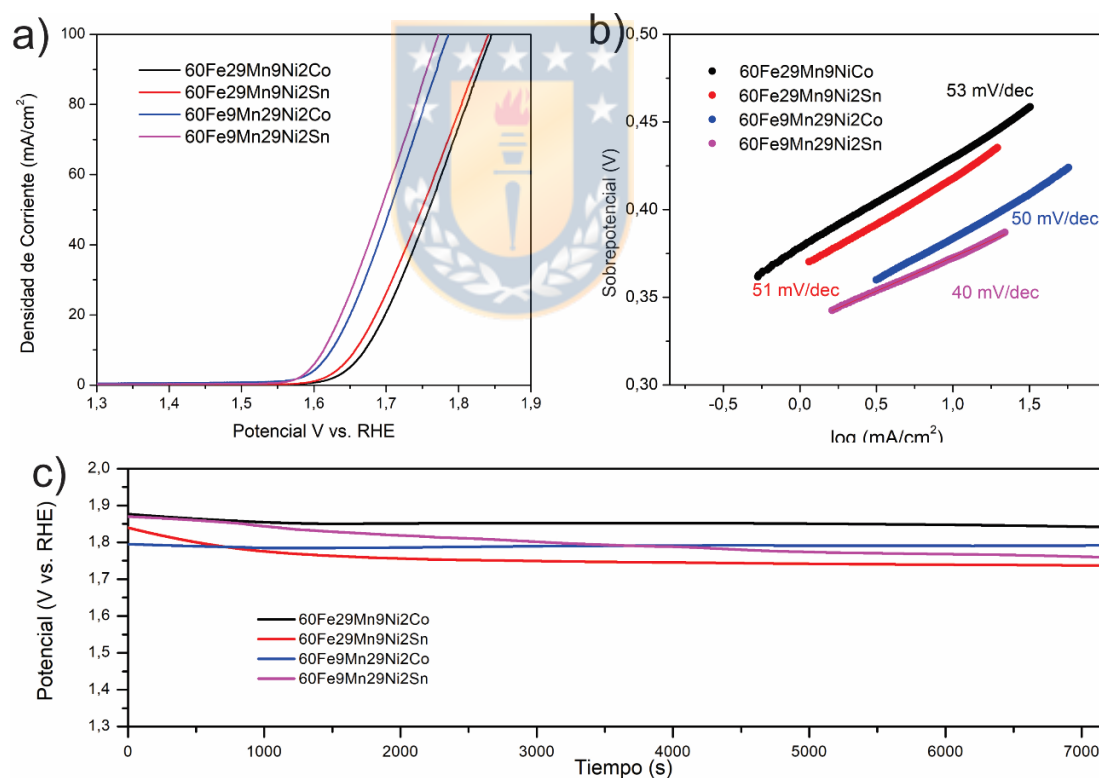 a)
Densidad de Corriente (mA/cm²)
100
80
60
40
20
0
60Fe29Mn9Ni2Co
60Fe29Mn9Ni2Sn
60Fe9Mn29Ni2Co
60Fe9Mn29Ni2Sn
1,3 1,4 1,5 1,6 1,7 1,8 1,9
Potencial V vs. RHE
b)
Sobrepotencial (V)
0,50
0,45
0,40
0,35
0,30
60Fe29Mn9NiCo
60Fe29Mn9Ni2Sn
60Fe9Mn29Ni2Co
60Fe9Mn29Ni2Sn
53 mV/dec
50 mV/dec
51 mV/dec
40 mV/dec
-0,5 0,0 0,5 1,0 1,5
log (mA/cm²)
c)
Potencial (V vs. RHE)
2,0
1,9
1,8
1,7
1,6
1,5
1,4
1,3
60Fe29Mn9Ni2Co
60Fe29Mn9Ni2Sn
60Fe9Mn29Ni2Co
60Fe9Mn29Ni2Sn
0 1000 2000 3000 4000 5000 6000 7000
Tiempo (s)